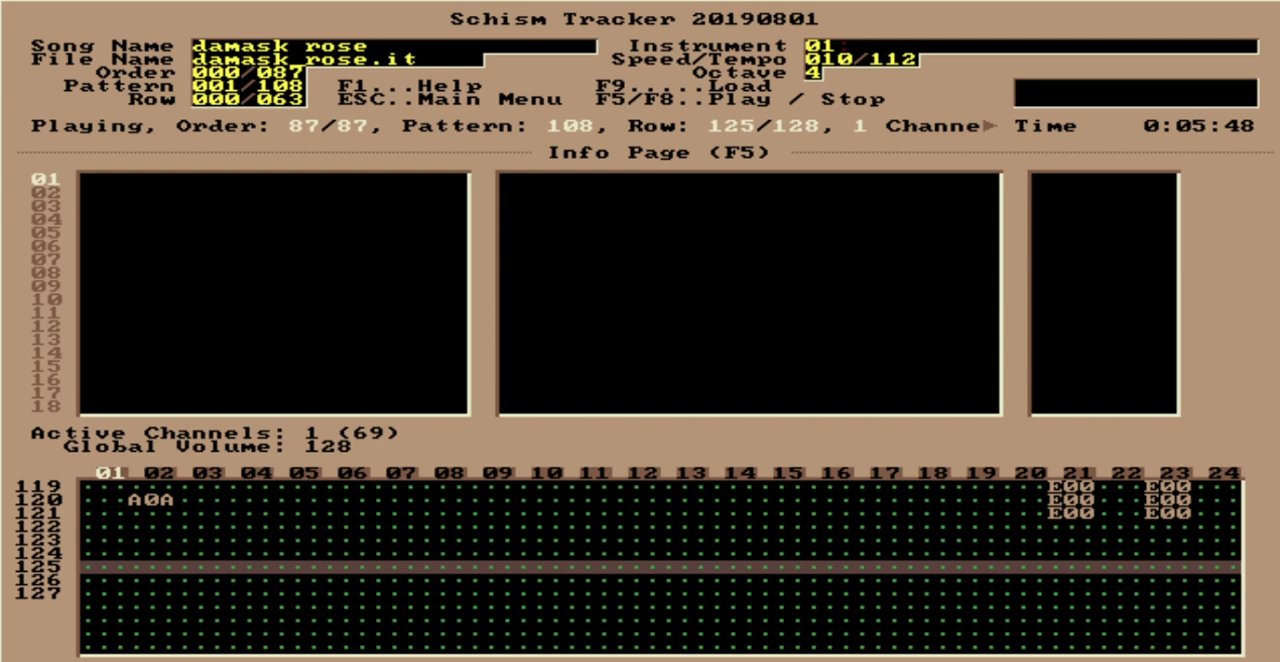 Schism Tracker 20190801
Song Name damask rose Instrument 01
File Name damask_rose.it Speed/Tempo 010/112
Order 000/087 Octave 4
Pattern 001/108 F1...Help F9.....Load
Row 000/063 ESC..Main Menu F5/F8..Play / Stop
Playing, Order: 87/87, Pattern: 108, Row: 125/128, 1 Channe Time 0:05:48
Info Page (F5)
01
02
03
04
05
06
07
08
09
10
11
12
13
14
15
16
17
18
Active Channels: 1 (69)
Global Volume: 128
01 02 03 04 05 06 07 08 09 10 11 12 13 14 15 16 17 18 19 20 21 22 23 24
119 E00 E00
120 A0A E00 E00
121 E00 E00
122
123
124
125
126
127